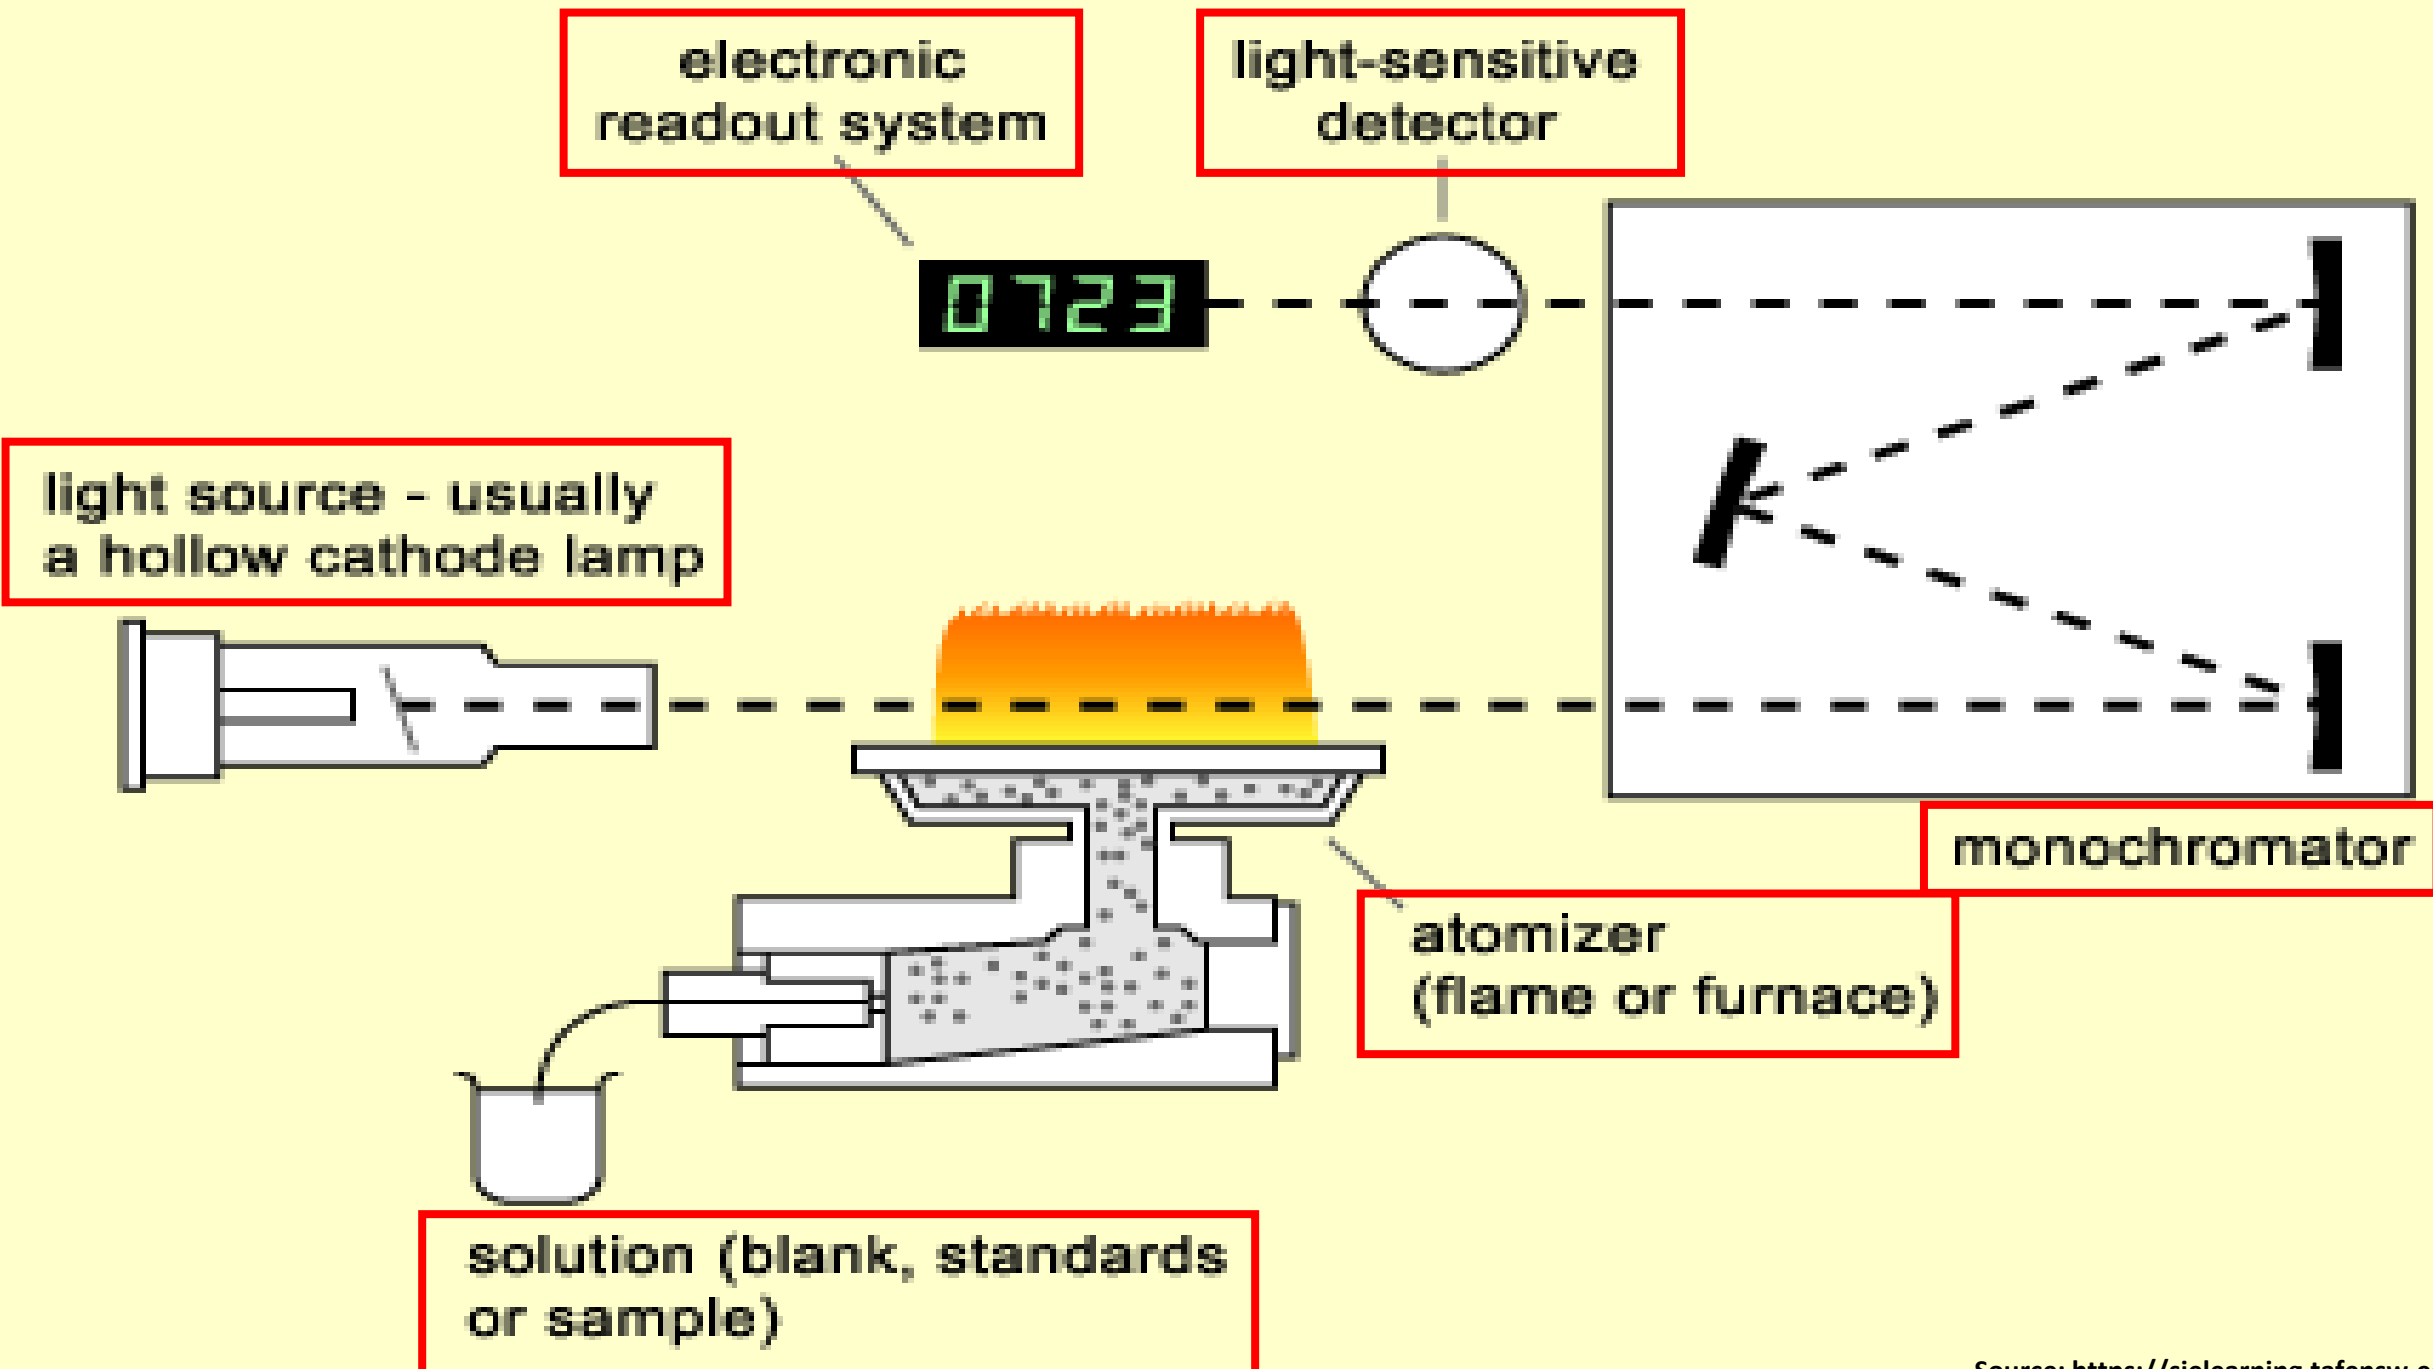 electronic
readout system
light-sensitive
detector
0723
light source - usually
a hollow cathode lamp
monochromator
atomizer
(flame or furnace)
solution (blank, standards
or sample)